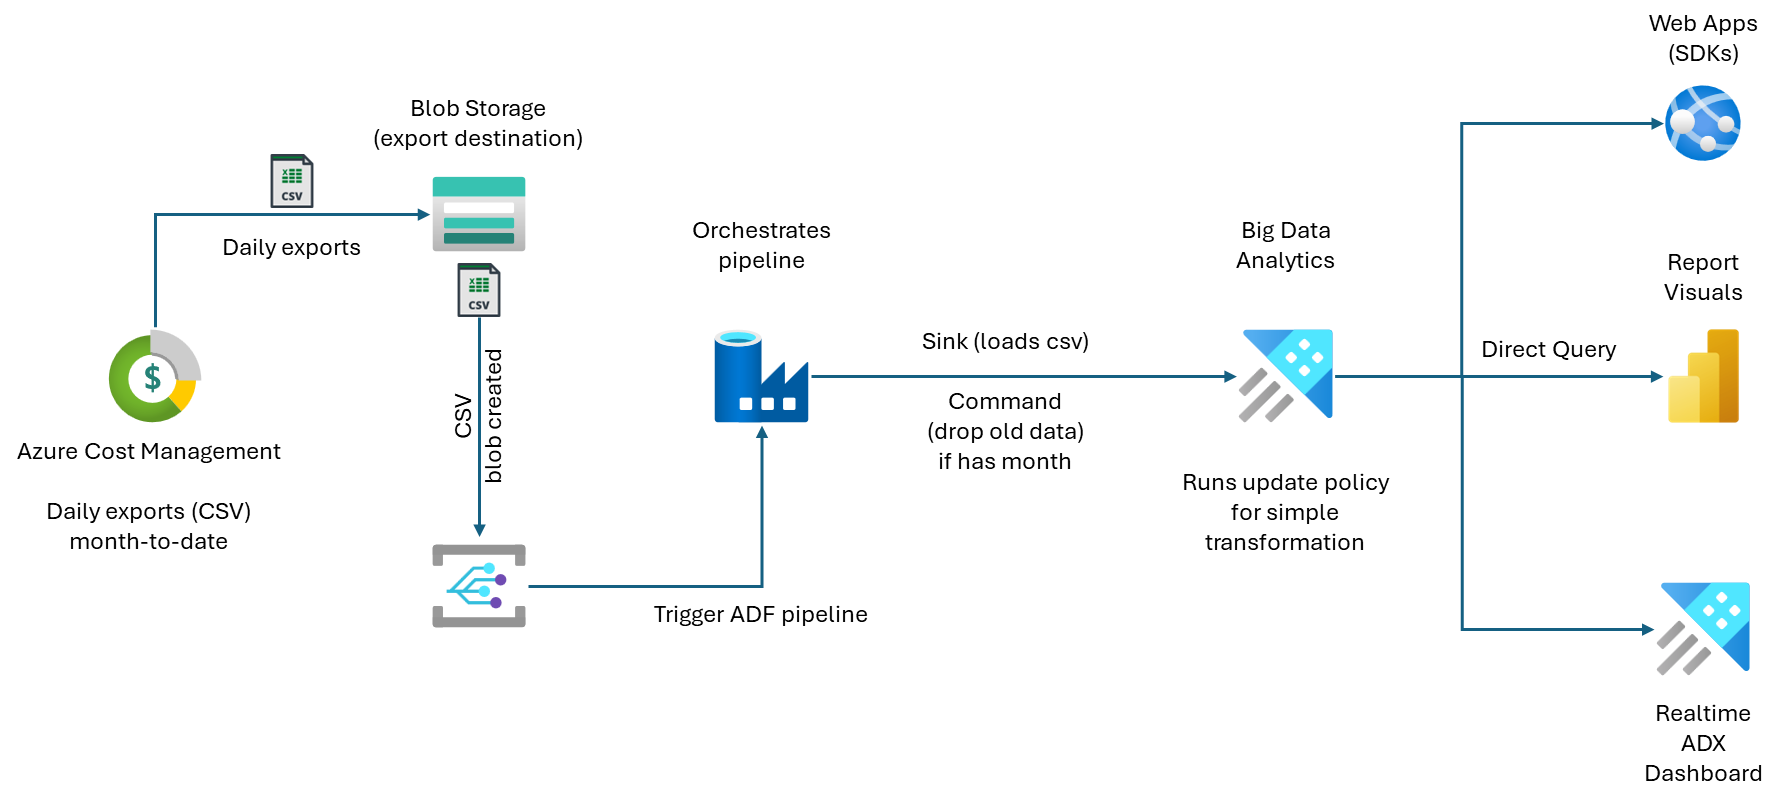 Web Apps
(SDKs)
Blob Storage
(export destination)
CSV
Daily exports
Orchestrates
pipeline
Big Data
Analytics
Report
Visuals
CSV
$
Azure Cost Management
Daily exports (CSV)
month-to-date
CSV
blob created
Sink (loads csv)
Command
(drop old data)
if has month
Direct Query
Runs update policy
for simple
transformation
Trigger ADF pipeline
Realtime
ADX
Dashboard